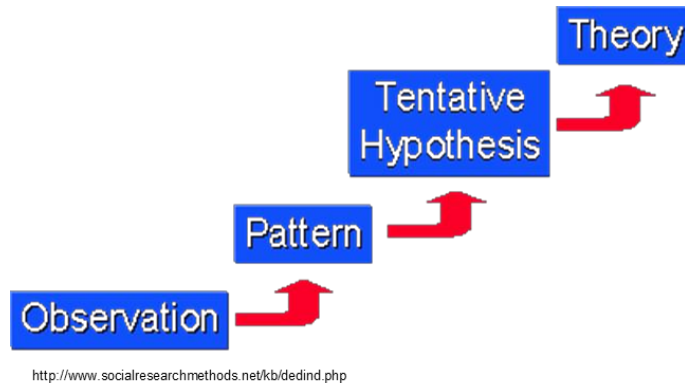 Theory
Tentative
Hypothesis
Pattern
Observation
http://www.socialresearchmethods.net/kb/dedind.php